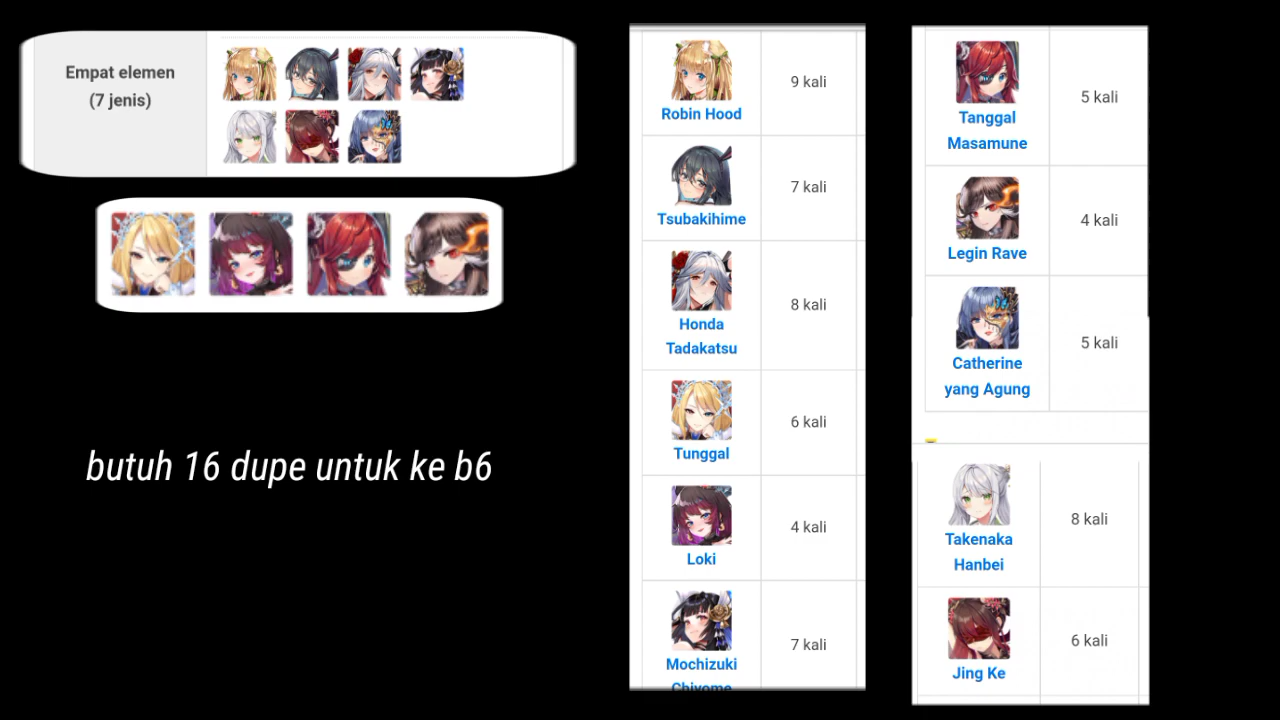 Empat elemen
(7 jenis)
butuh 16 dupe untuk ke b6
Robin Hood
9 kali
Tsubakihime
7 kali
Honda
Tadakatsu
8 kali
Tunggal
6 kali
Loki
4 kali
Mochizuki
Chiyome
7 kali
Tanggal
Masamune
5 kali
Legin Rave
4 kali
Catherine
yang Agung
5 kali
Takenaka
Hanbei
8 kali
Jing Ke
6 kali